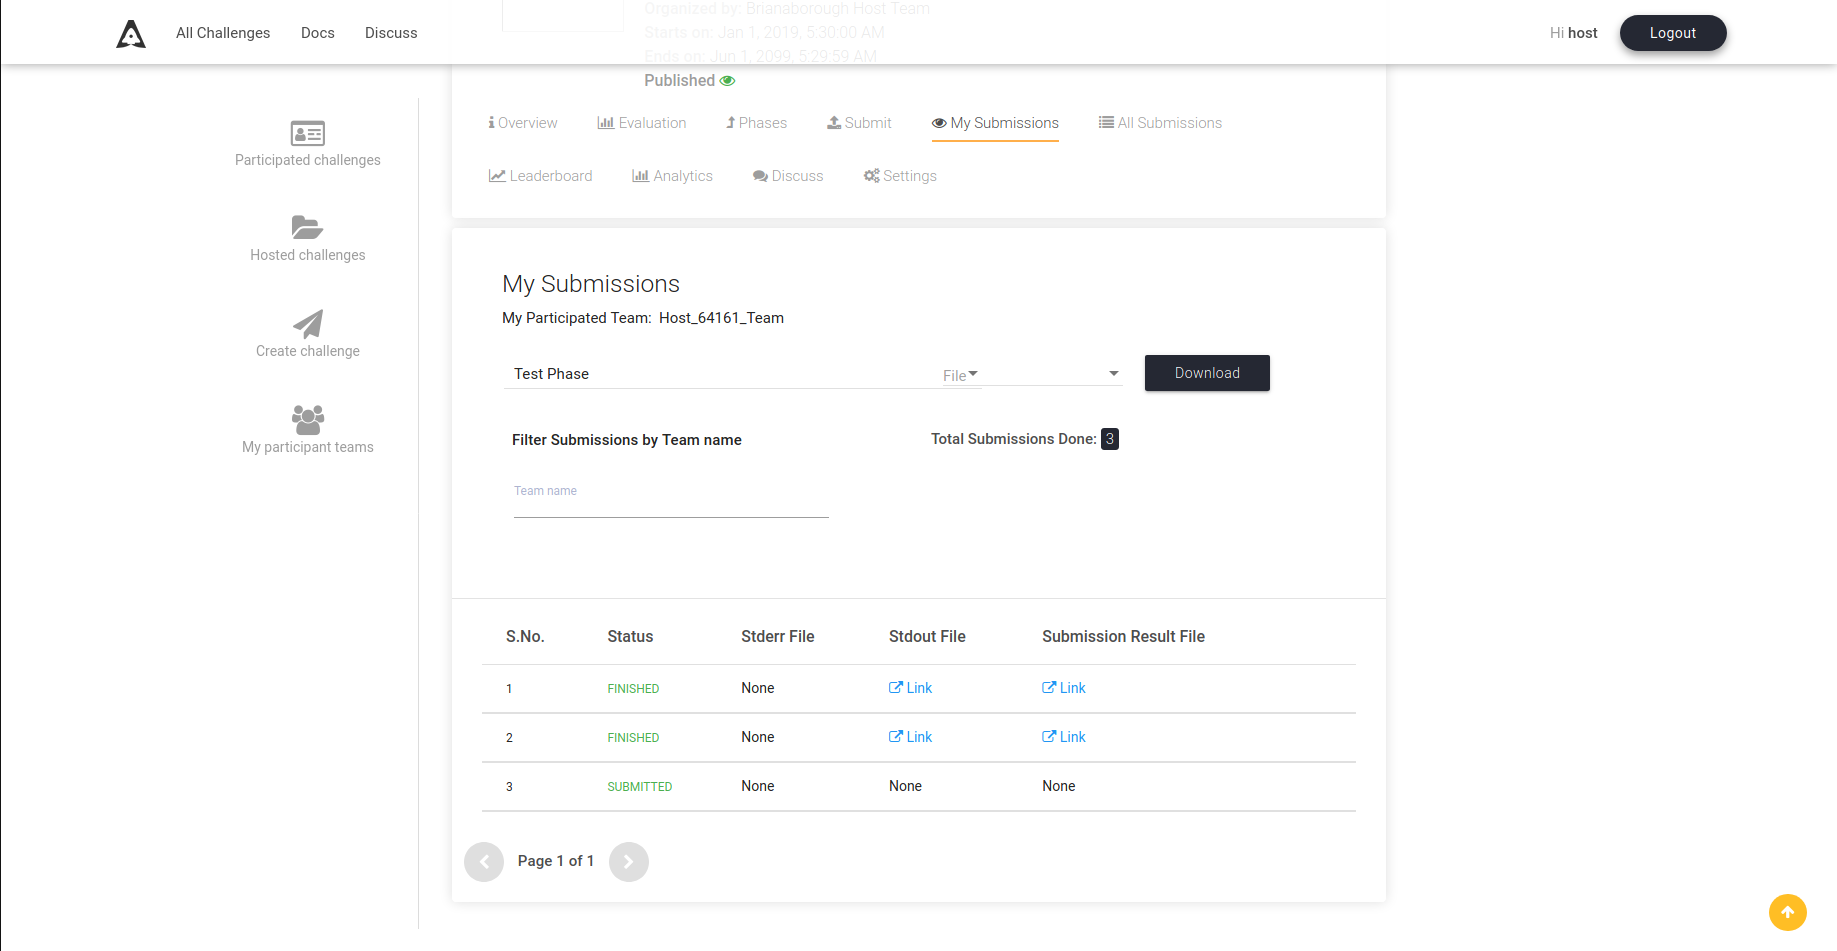 All Challenges Docs Discuss Hi host Logout
Organized by: Brianaborough Host Team
Starts on: Jan 1, 2019, 5:30:00 AM
Ends on: Jun 1, 2099, 5:29:59 AM
Published
Overview Evaluation Phases Submit My Submissions All Submissions
Leaderboard Analytics Discuss Settings
Participated challenges
Hosted challenges
Create challenge
My participant teams
My Submissions
My Participated Team: Host_64161_Team
Test Phase File Download
Filter Submissions by Team name Total Submissions Done: 3
Team name
S.No. Status Stderr File Stdout File Submission Result File
1 FINISHED None Link Link
2 FINISHED None Link Link
3 SUBMITTED None None None
Page 1 of 1